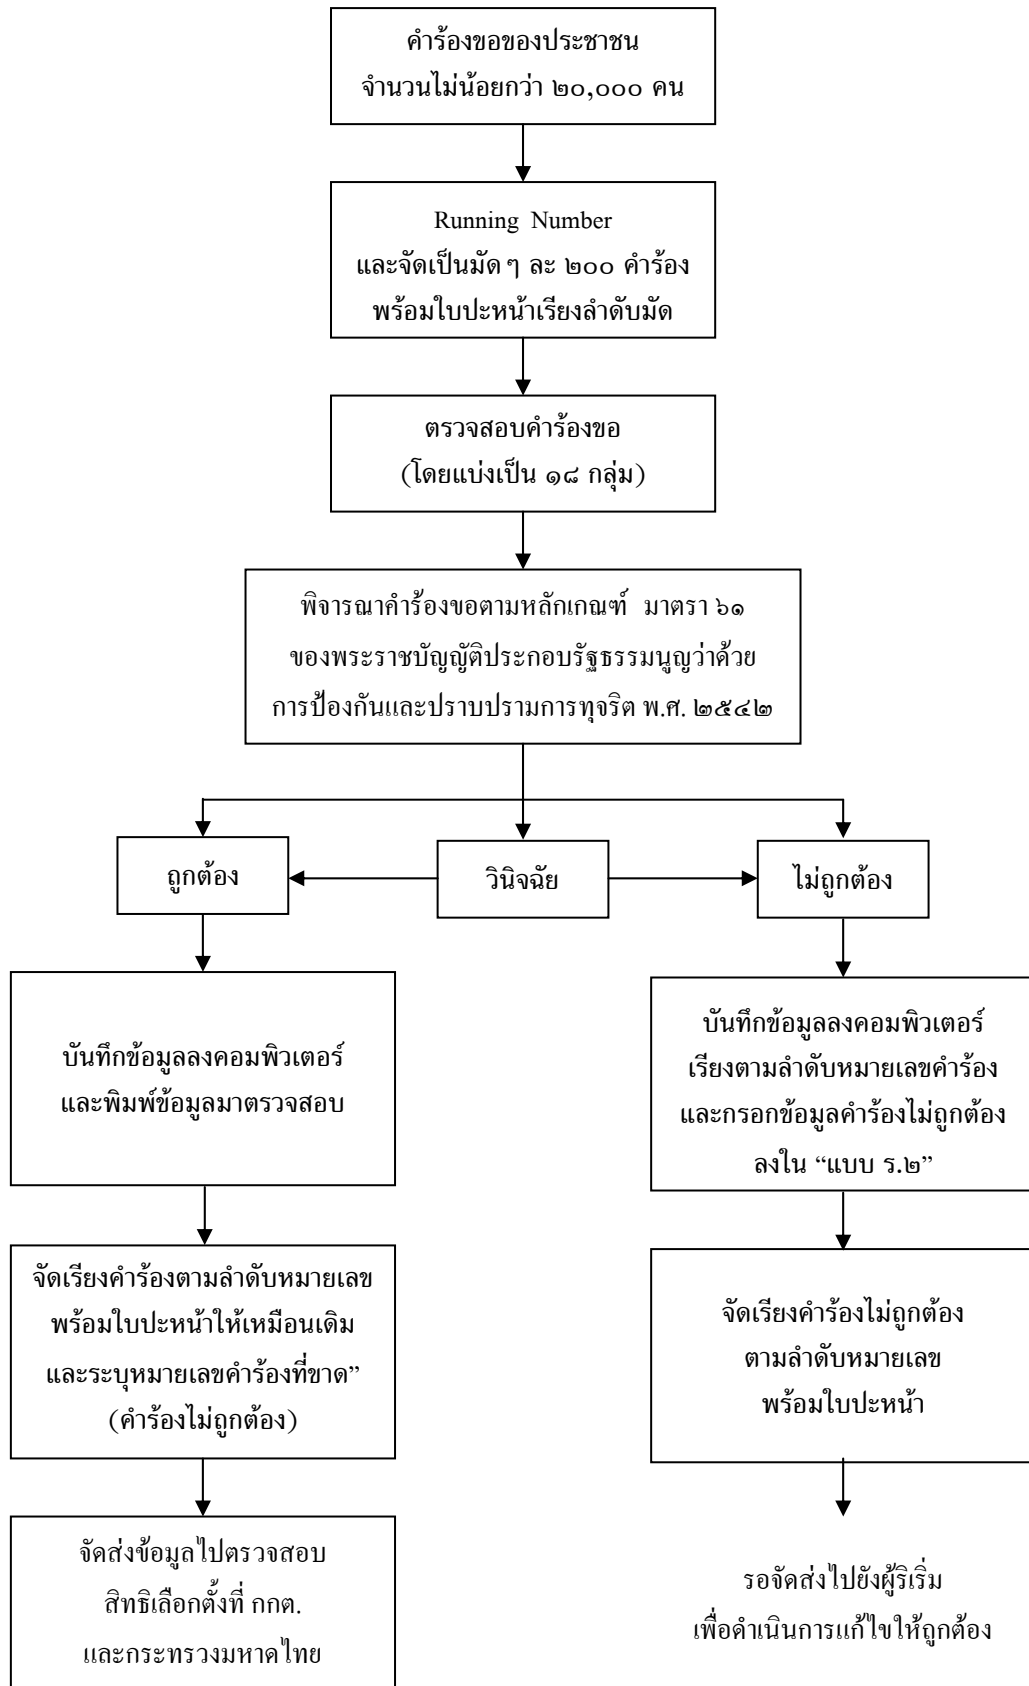 คำร้องขอของประชาชน
จำนวนไม่น้อยกว่า ๒๐,๐๐๐ คน
Running Number
และจัดเป็นมัด ๆ ละ ๒๐๐ คำร้อง
พร้อมใบปะหน้าเรียงลำดับมัด
ตรวจสอบคำร้องขอ
(โดยแบ่งเป็น ๑๘ กลุ่ม)
พิจารณาคำร้องขอตามหลักเกณฑ์ มาตรา ๖๑
ของพระราชบัญญัติประกอบรัฐธรรมนูญว่าด้วย
การป้องกันและปราบปรามการทุจริต พ.ศ. ๒๕๔๒
ถูกต้อง
วินิจฉัย
ไม่ถูกต้อง
บันทึกข้อมูลลงคอมพิวเตอร์
และพิมพ์ข้อมูลมาตรวจสอบ
บันทึกข้อมูลลงคอมพิวเตอร์
เรียงตามลำดับหมายเลขคำร้อง
และกรอกข้อมูลคำร้องไม่ถูกต้อง
ลงใน “แบบ ร.๒”
จัดเรียงคำร้องตามลำดับหมายเลข
พร้อมใบปะหน้าให้เหมือนเดิม
และระบุหมายเลขคำร้องที่ขาด”
(คำร้องไม่ถูกต้อง)
จัดเรียงคำร้องไม่ถูกต้อง
ตามลำดับหมายเลข
พร้อมใบปะหน้า
จัดส่งข้อมูลไปตรวจสอบ
สิทธิเลือกตั้งที่ กกต.
และกระทรวงมหาดไทย
รอจัดส่งไปยังผู้ริเริ่ม
เพื่อดำเนินการแก้ไขให้ถูกต้อง